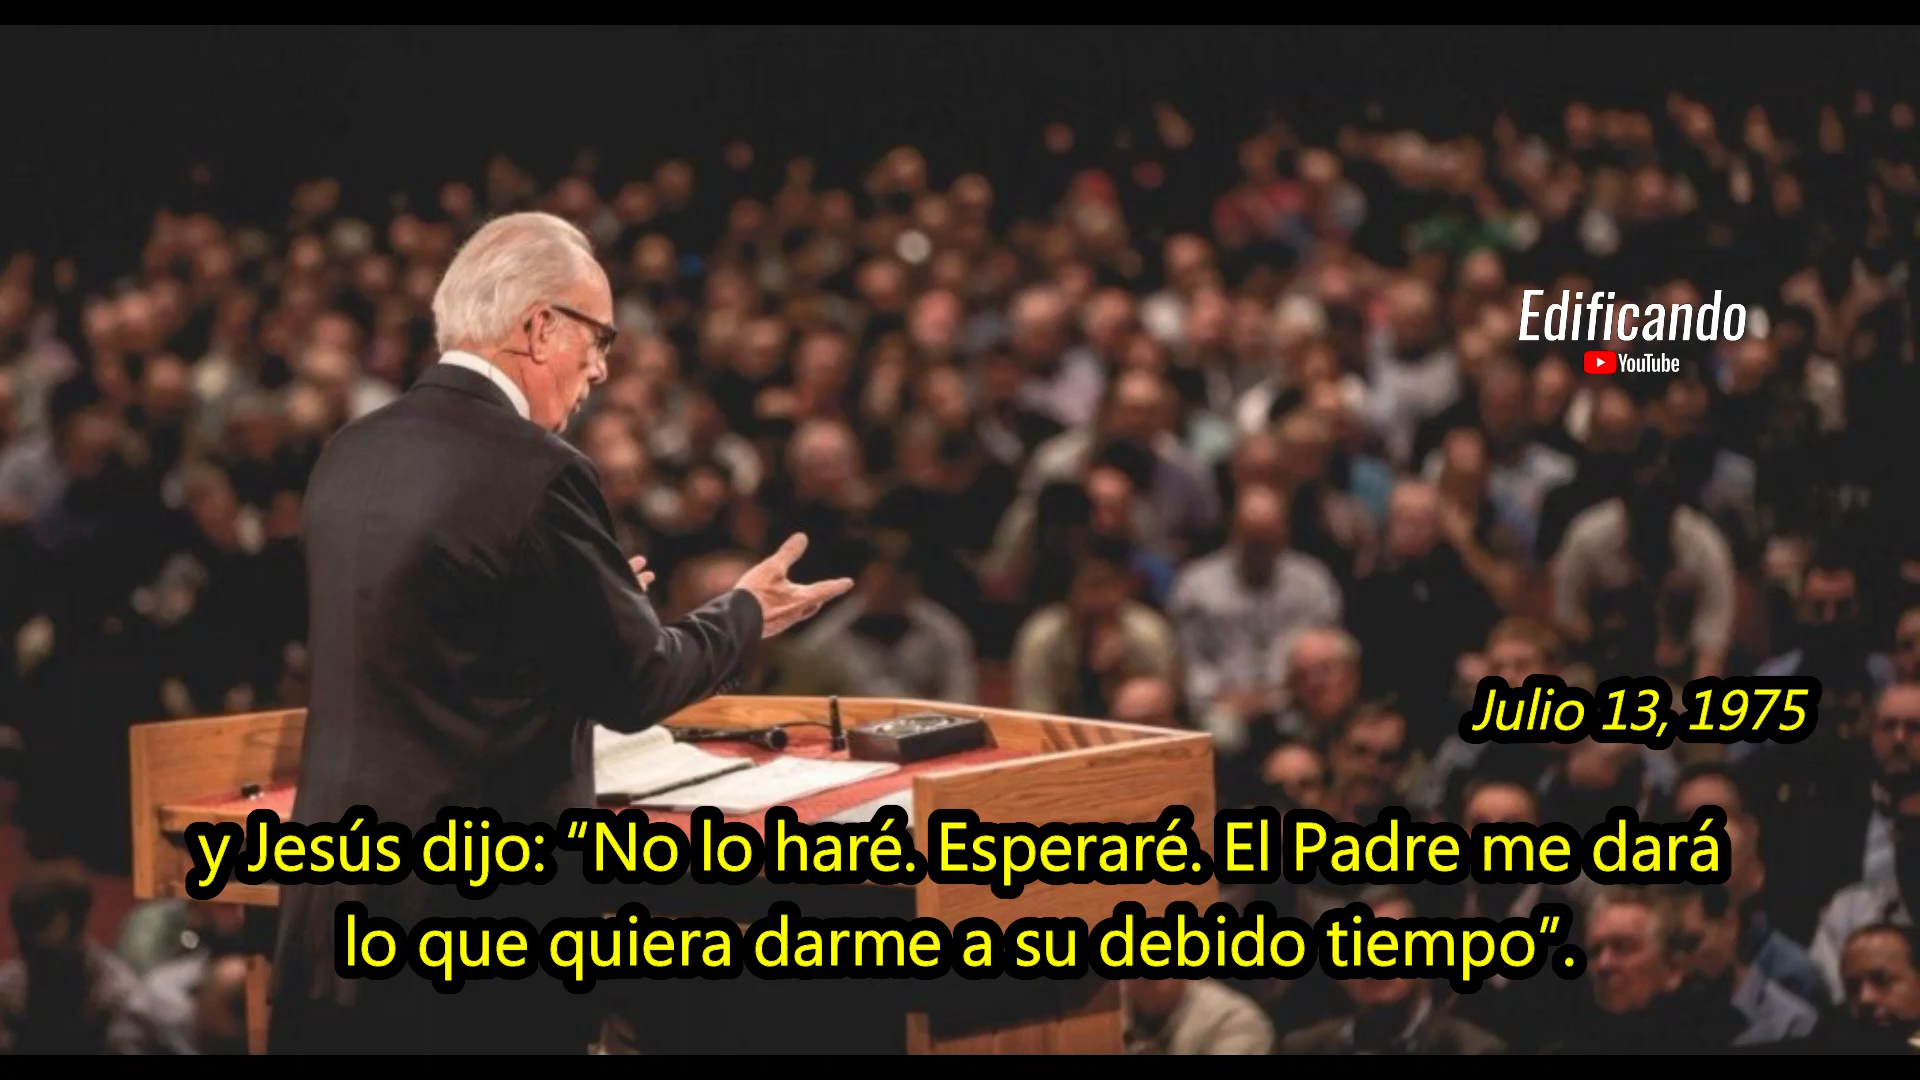 Edificando
YouTube
Julio 13, 1975
y Jesús dijo: “No lo haré. Esperaré. El Padre me dará
lo que quiera darme a su debido tiempo”.